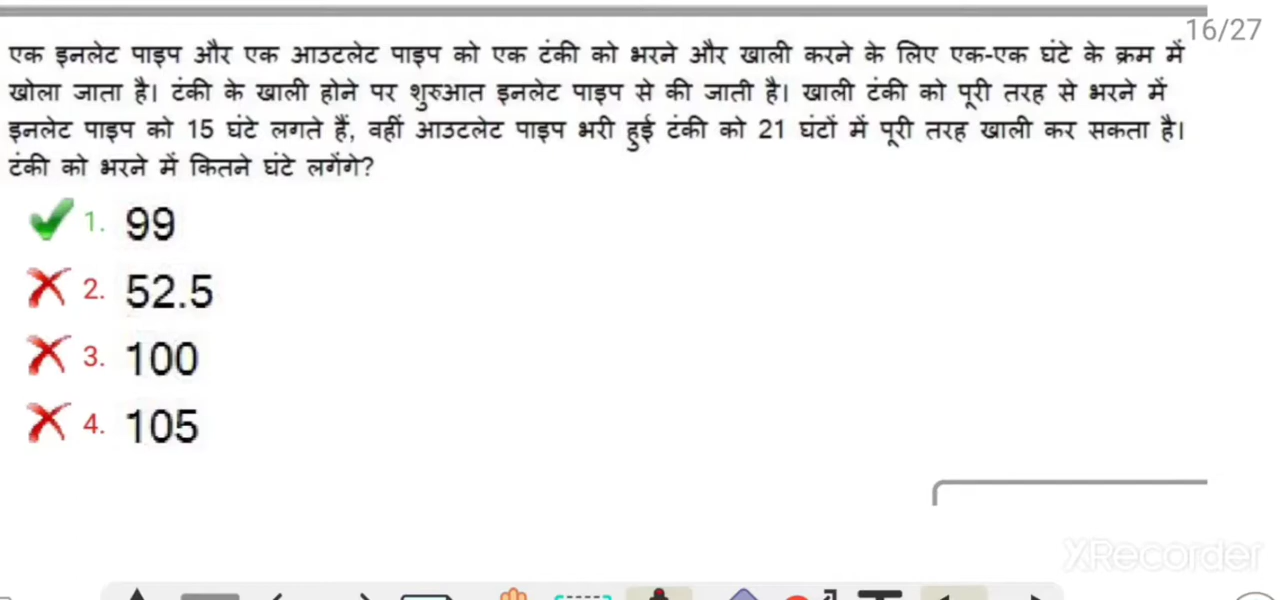 16/27
एक इनलेट पाइप और एक आउटलेट पाइप को एक टंकी को भरने और खाली करने के लिए एक-एक घंटे के क्रम में
खोला जाता है। टंकी के खाली होने पर शुरुआत इनलेट पाइप से की जाती है। खाली टंकी को पूरी तरह से भरने में
इनलेट पाइप को 15 घंटे लगते हैं, वहीं आउटलेट पाइप भरी हुई टंकी को 21 घंटों में पूरी तरह खाली कर सकता है।
टंकी को भरने में कितने घंटे लगेंगे?
1. 99
2. 52.5
3. 100
4. 105
XRecorder